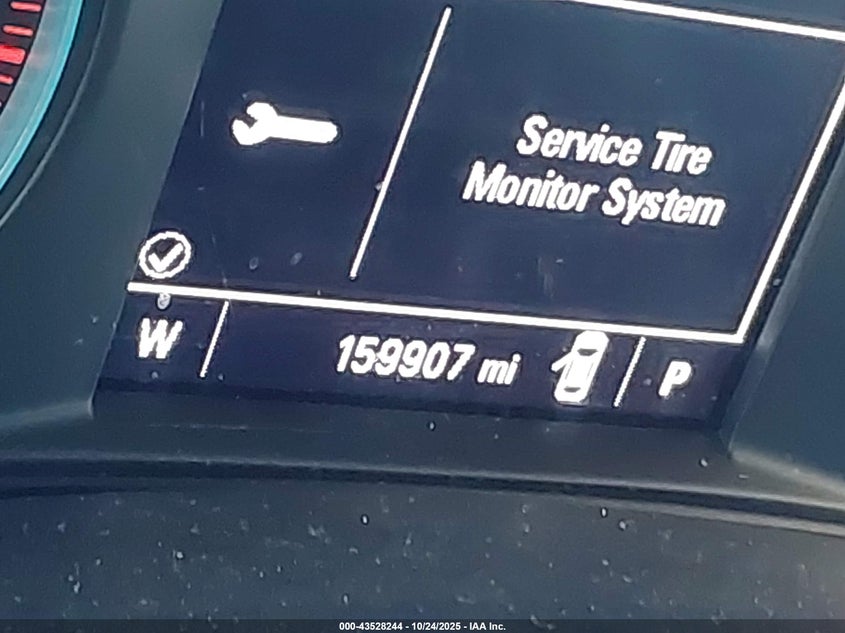 Service Tire
Monitor System
W
159907 mi
P
000-43528244 - 10/24/2025 - IAA Inc.